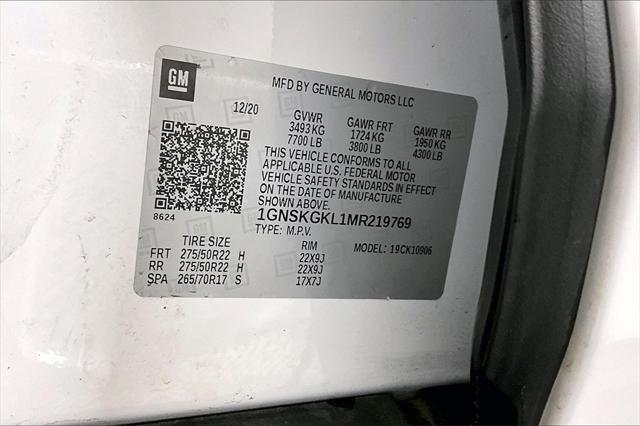 GM
MFD BY GENERAL MOTORS LLC
12/20 GVWR GAWR FRT GAWR RR
3493 KG 1724 KG 1950 KG
7700 LB 3800 LB 4300 LB
THIS VEHICLE CONFORMS TO ALL
APPLICABLE U.S. FEDERAL MOTOR
VEHICLE SAFETY STANDARDS IN EFFECT
ON THE DATE OF MANUFACTURE
SHOWN ABOVE.
8624
1GNSKGKL1MR219769
TYPE: M.P.V. MODEL: 19CK10906
TIRE SIZE RIM
FRT 275/50R22 H 22X9J
RR 275/50R22 H 22X9J
SPA 265/70R17 S 17X7J